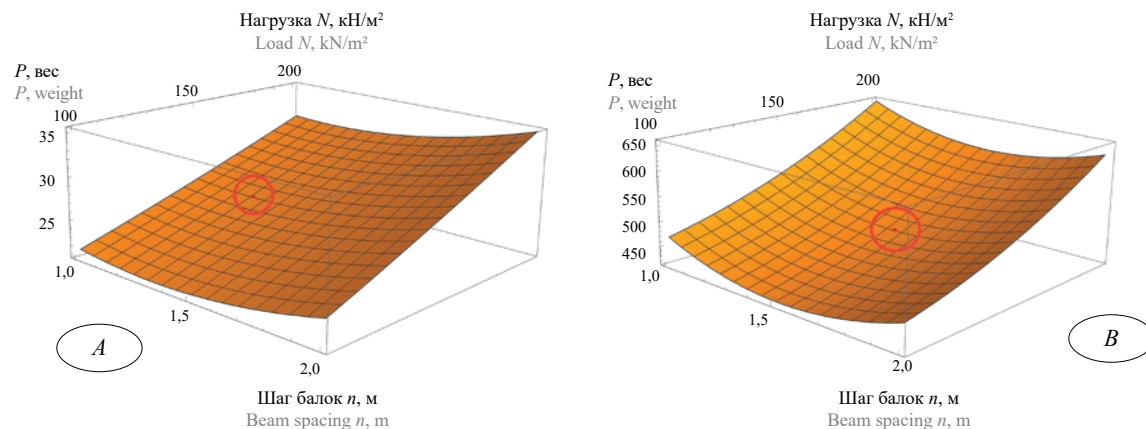 Нагрузка N, кН/м²
Load N, kN/m²
P, вес
P, weight
100
150
200
35
30
25
1,0
1,5
2,0
A
Шаг балок n, м
Beam spacing n, m
Нагрузка N, кН/м²
Load N, kN/m²
P, вес
P, weight
100
150
200
650
600
550
500
450
1,0
1,5
2,0
B
Шаг балок n, м
Beam spacing n, m